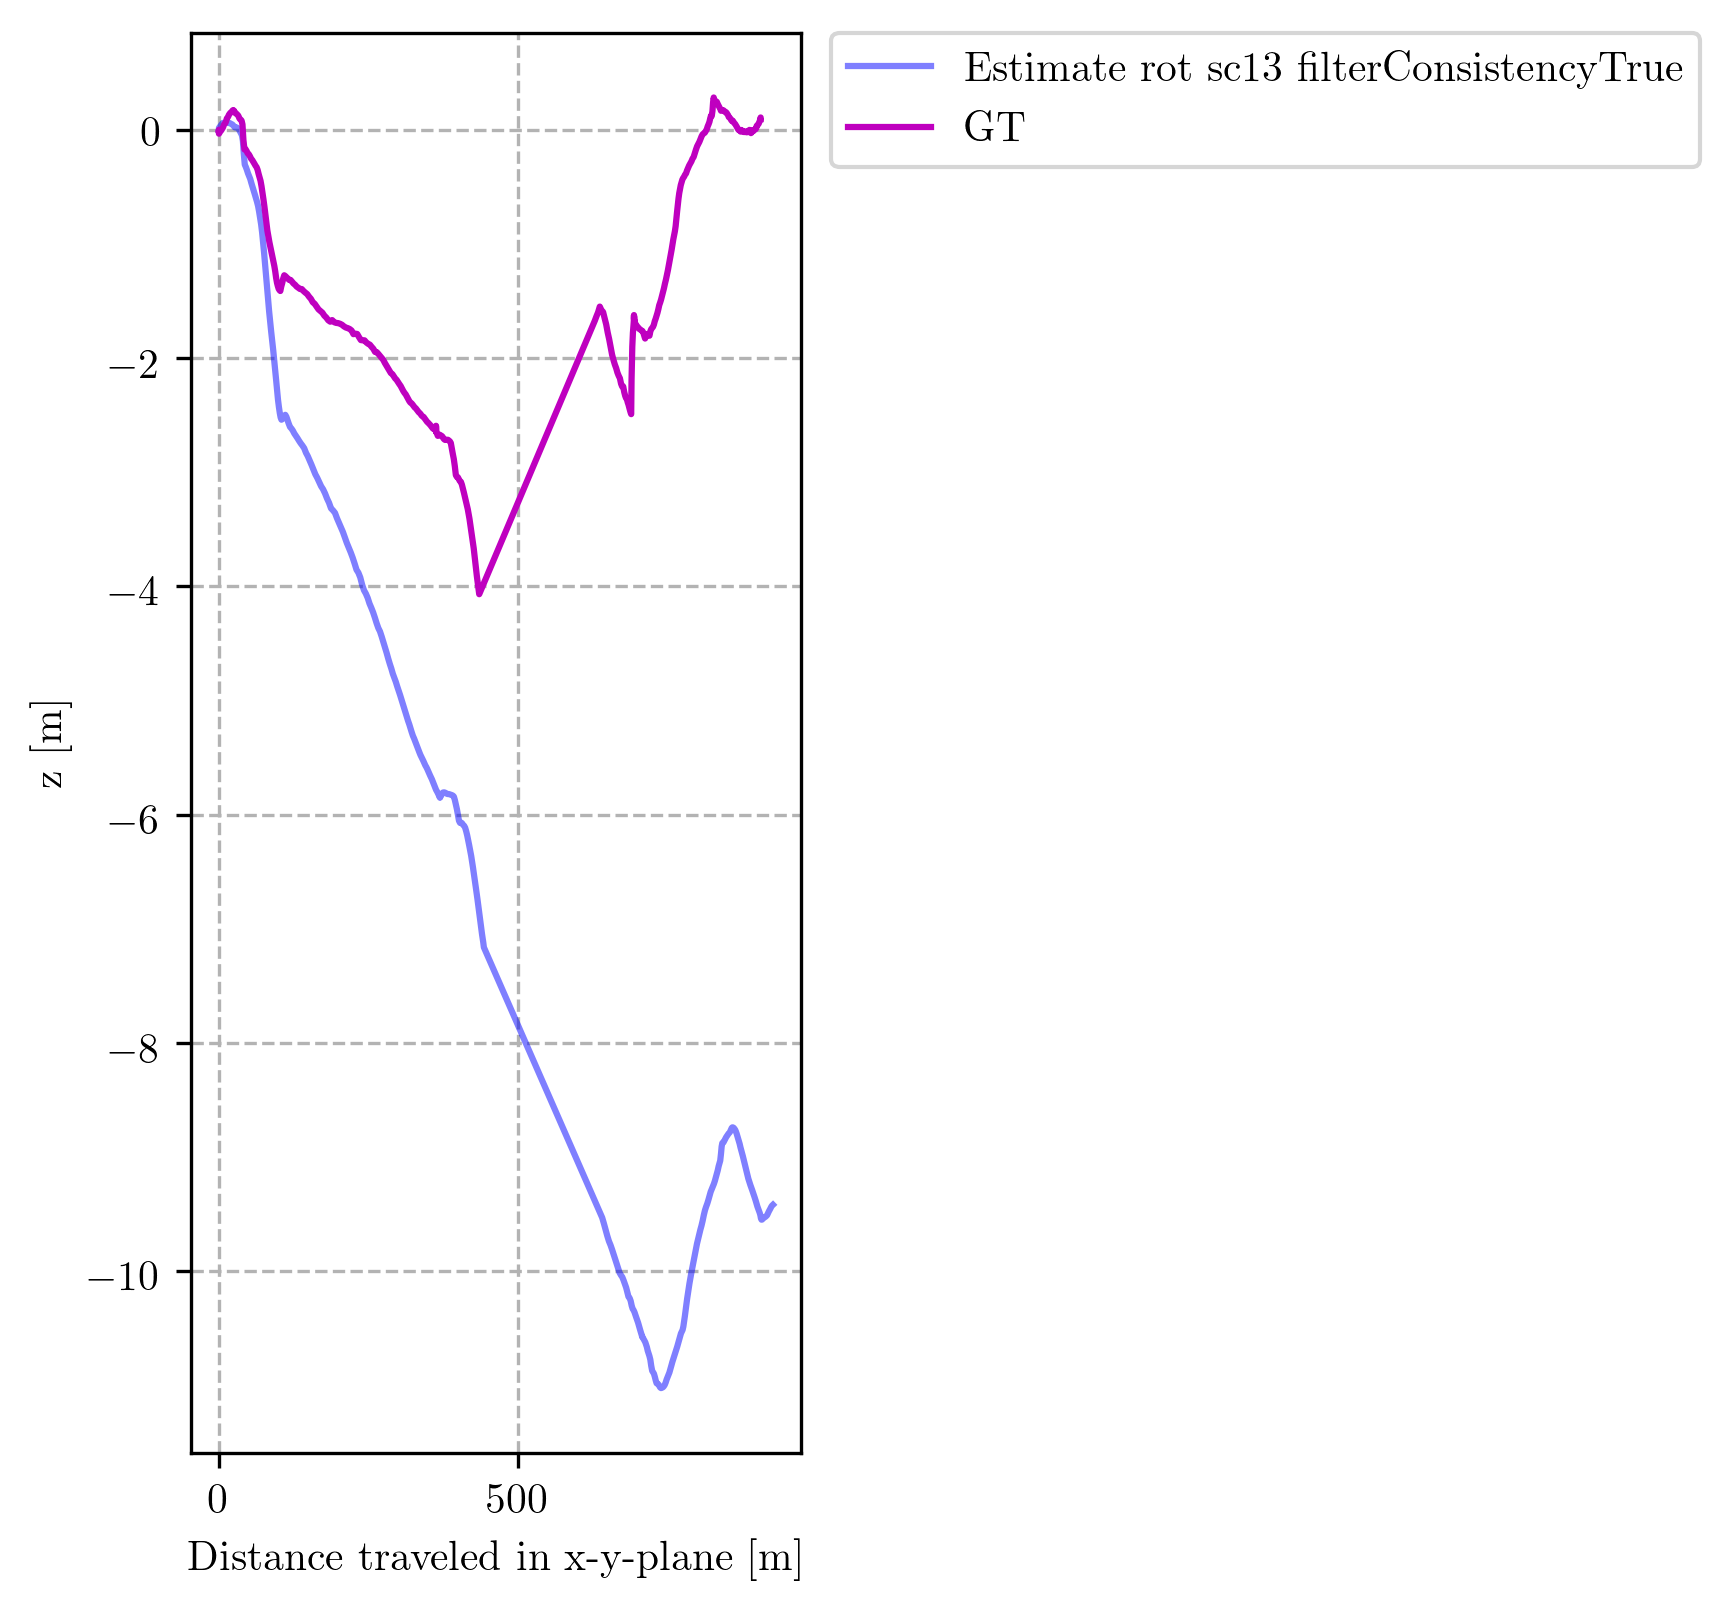 Estimate rot sc13 filterConsistencyTrue
GT
0
−2
−4
−6
−8
−10
z [m]
0 500
Distance traveled in x-y-plane [m]